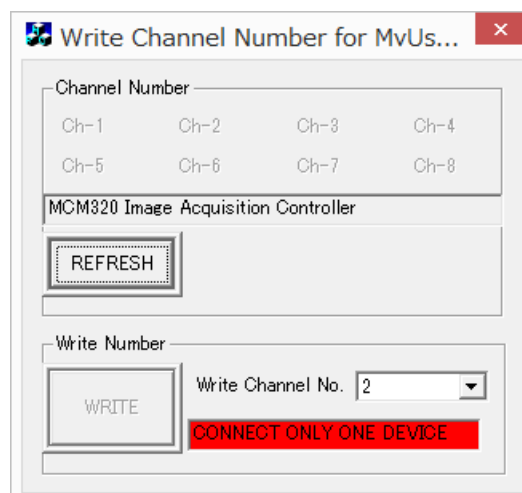 Write Channel Number for MvUs...
Channel Number
Ch-1 Ch-2 Ch-3 Ch-4
Ch-5 Ch-6 Ch-7 Ch-8
MCM320 Image Acquisition Controller
REFRESH
Write Number
WRITE
Write Channel No. 2
CONNECT ONLY ONE DEVICE